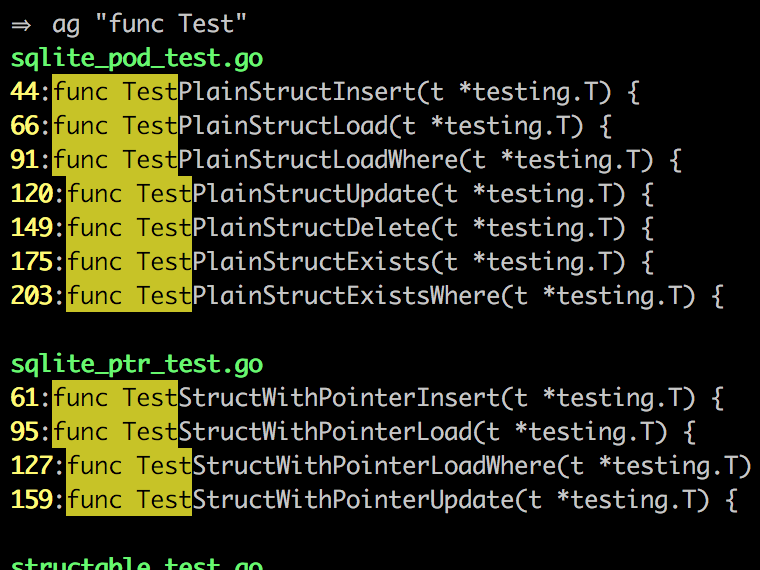 ⇒ ag "func Test"
sqlite_pod_test.go
44:func TestPlainStructInsert(t *testing.T) {
66:func TestPlainStructLoad(t *testing.T) {
91:func TestPlainStructLoadWhere(t *testing.T) {
120:func TestPlainStructUpdate(t *testing.T) {
149:func TestPlainStructDelete(t *testing.T) {
175:func TestPlainStructExists(t *testing.T) {
203:func TestPlainStructExistsWhere(t *testing.T) {
sqlite_ptr_test.go
61:func TestStructWithPointerInsert(t *testing.T) {
95:func TestStructWithPointerLoad(t *testing.T) {
127:func TestStructWithPointerLoadWhere(t *testing.T)
159:func TestStructWithPointerUpdate(t *testing.T) {
structable_test.go